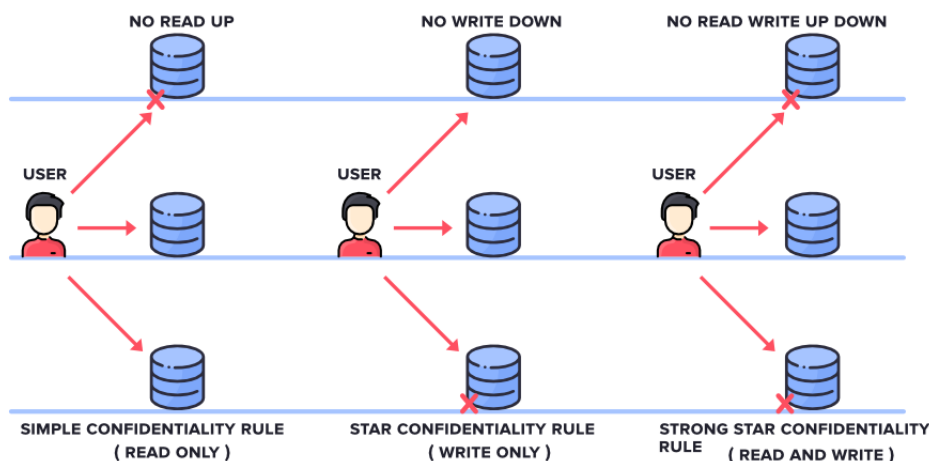 NO READ UP
NO WRITE DOWN
NO READ WRITE UP DOWN
USER
USER
USER
SIMPLE CONFIDENTIALITY RULE
( READ ONLY )
STAR CONFIDENTIALITY RULE
( WRITE ONLY )
STRONG STAR CONFIDENTIALITY
RULE
( READ AND WRITE )